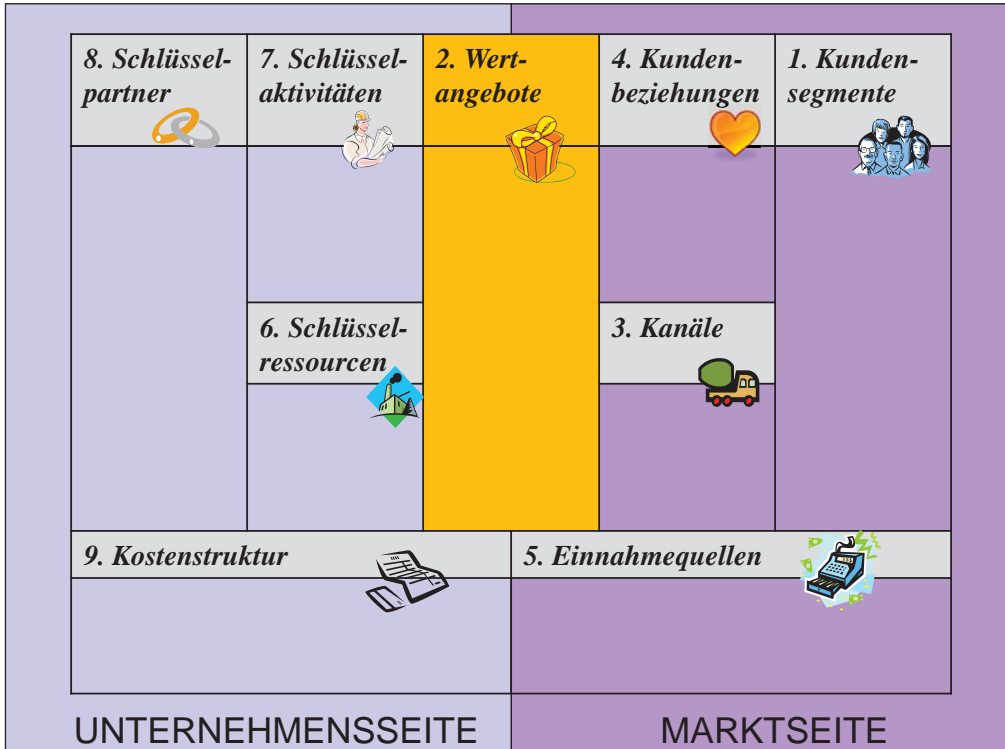 8. Schlüssel-
partner
7. Schlüssel-
aktivitäten
2. Wert-
angebote
4. Kunden-
beziehungen
1. Kunden-
segmente
6. Schlüssel-
ressourcen
3. Kanäle
9. Kostenstruktur
5. Einnahmequellen
UNTERNEHMENSSEITE
MARKTSEITE